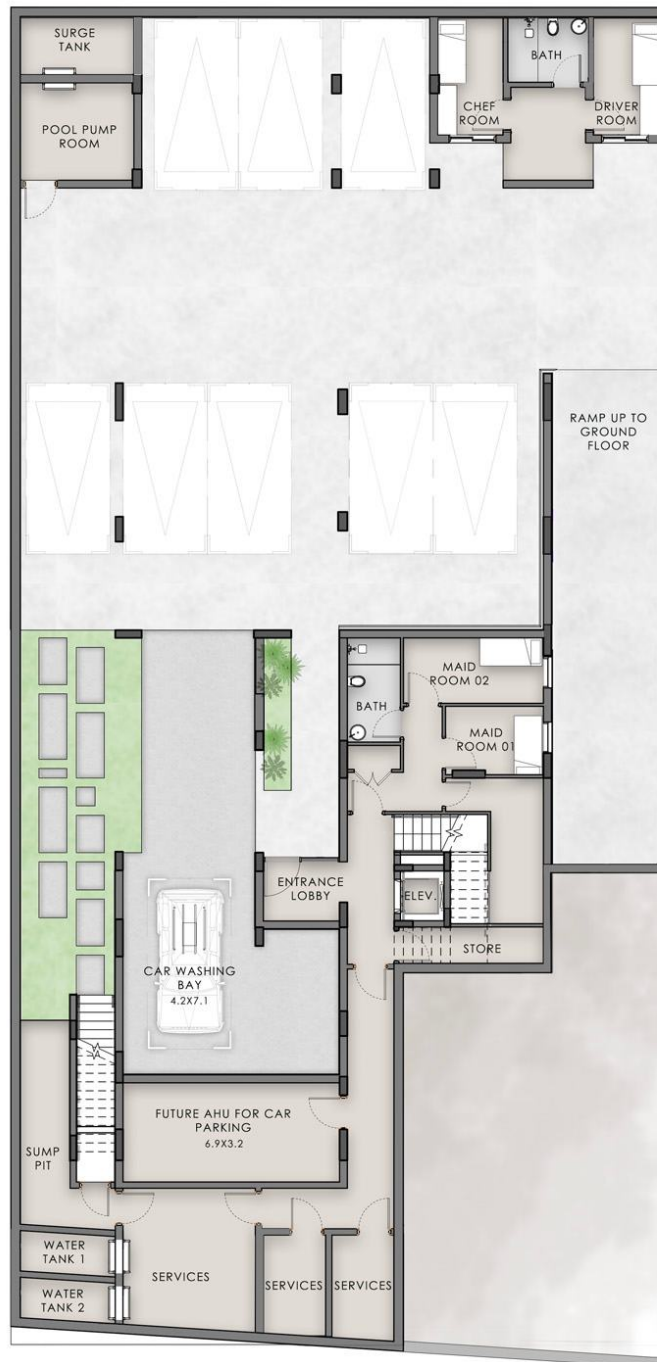 SURGE
TANK
POOL PUMP
ROOM
CHEF
ROOM
BATH
DRIVER
ROOM
RAMP UP TO
GROUND
FLOOR
MAID
ROOM 02
BATH
MAID
ROOM 01
ENTRANCE
LOBBY
ELEV.
STORE
CAR WASHING
BAY
4.2X7.1
FUTURE AHU FOR CAR
PARKING
6.9X3.2
SUMP
PIT
WATER
TANK 1
WATER
TANK 2
SERVICES
SERVICES
SERVICES